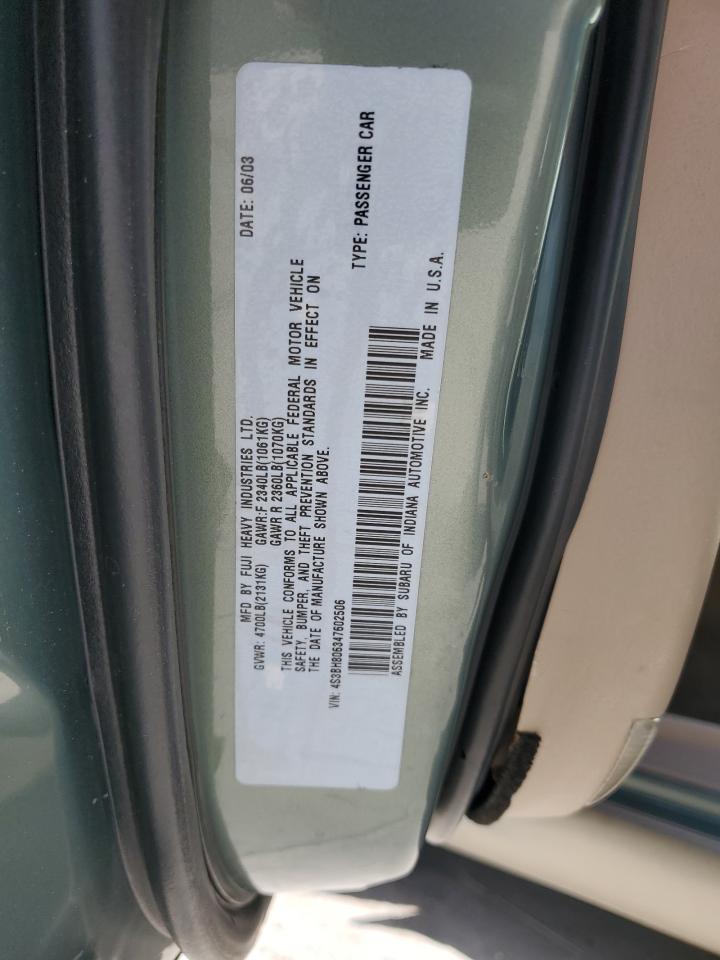 MFD BY FUJI HEAVY INDUSTRIES LTD. DATE: 06/03
GVWR: 4700LB(2131KG) GAWR:F 2340LB(1061KG)
GAWR R 2360LB(1070KG)
THIS VEHICLE CONFORMS TO ALL APPLICABLE FEDERAL MOTOR VEHICLE
SAFETY, BUMPER, AND THEFT PREVENTION STANDARDS IN EFFECT ON
THE DATE OF MANUFACTURE SHOWN ABOVE.
VIN: 4S3BH806347602506 TYPE: PASSENGER CAR
ASSEMBLED BY SUBARU OF INDIANA AUTOMOTIVE INC. MADE IN U.S.A.